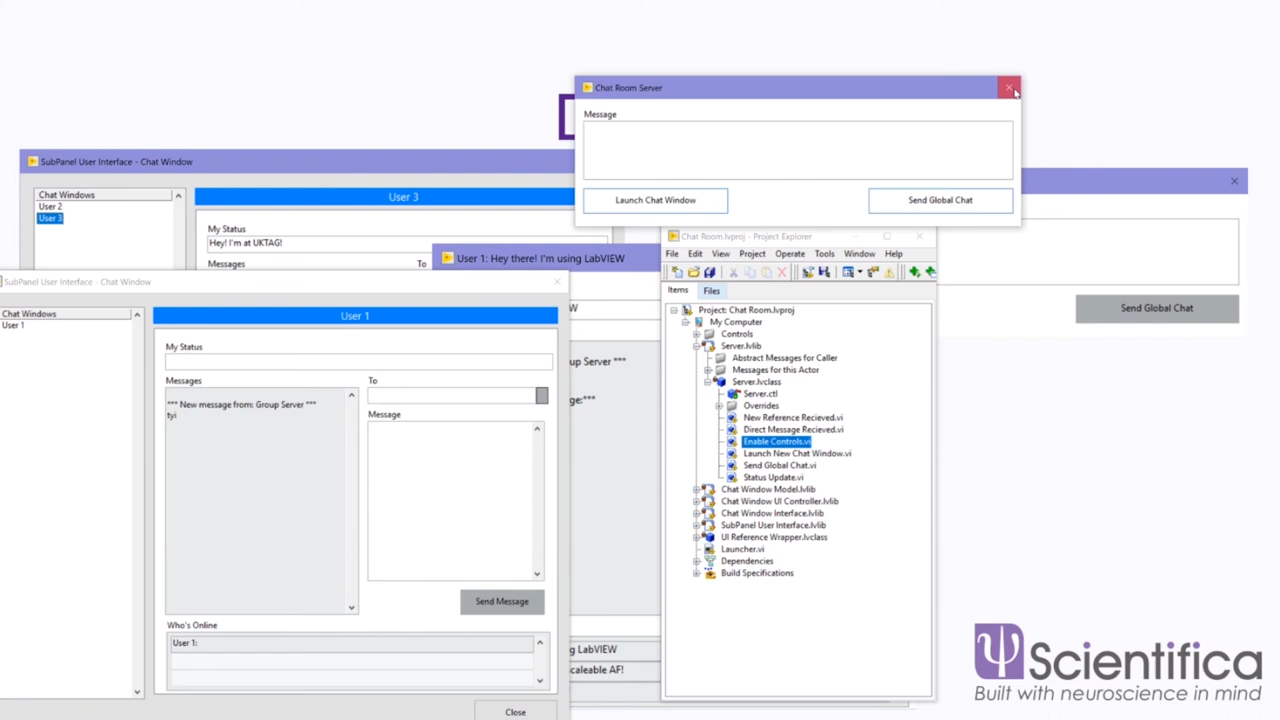 Chat Room Server
Message
Launch Chat Window
Send Global Chat
SubPanel User Interface - Chat Window
Chat Windows
User 2
User 3
User 3
My Status
Hey! I'm at UKTAG!
Messages
To
User 1: Hey there! I'm using LabVIEW
Send Global Chat
SubPanel User Interface - Chat Window
Chat Windows
User 1
User 1
My Status
Messages
To
*** New message from: Group Server ***
tyi
Message
Send Message
Who's Online
User 1:
Close
up Server ***
ge:***
g LabVIEW
scaleable AF!
Chat Room.lvproj - Project Explorer
File Edit View Project Operate Tools Window Help
Items Files
Project: Chat Room.lvproj
My Computer
Controls
Server.lvlib
Abstract Messages for Caller
Messages for this Actor
Server.lvclass
Server.ctl
Overrides
New Reference Recieved.vi
Direct Message Recieved.vi
Enable Controls.vi
Launch New Chat Window.vi
Send Global Chat.vi
Status Update.vi
Chat Window Model.lvlib
Chat Window UI Controller.lvlib
Chat Window Interface.lvlib
SubPanel User Interface.lvlib
UI Reference Wrapper.lvclass
Launcher.vi
Dependencies
Build Specifications
Scientifica
Built with neuroscience in mind